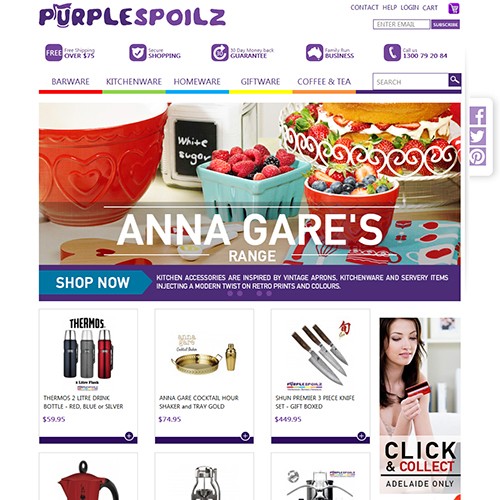 PURPLESPOILZ
CONTACT HELP LOGIN CART
ENTER EMAIL SUBSCRIBE
FREE Free Shipping OVER $75
Secure SHOPPING
30 Day Money back GUARANTEE
Family Run BUSINESS
Call us 1300 79 20 84
BARWARE KITCHENWARE HOMEWARE GIFTWARE COFFEE & TEA SEARCH
White sugar
ANNA GARE'S
RANGE
SHOP NOW
KITCHEN ACCESSORIES ARE INSPIRED BY VINTAGE APRONS, KITCHENWARE AND SERVERY ITEMS
INJECTING A MODERN TWIST ON RETRO PRINTS AND COLOURS.
THERMOS
2 Litre Flask
THERMOS 2 LITRE DRINK
BOTTLE - RED, BLUE or SILVER
$59.95
ANNA GARE COCKTAIL HOUR
SHAKER and TRAY GOLD
$74.95
旬
PURPLESPOILZ
SHUN PREMIER 3 PIECE KNIFE
SET - GIFT BOXED
$449.95
CLICK
& COLLECT
ADELAIDE ONLY